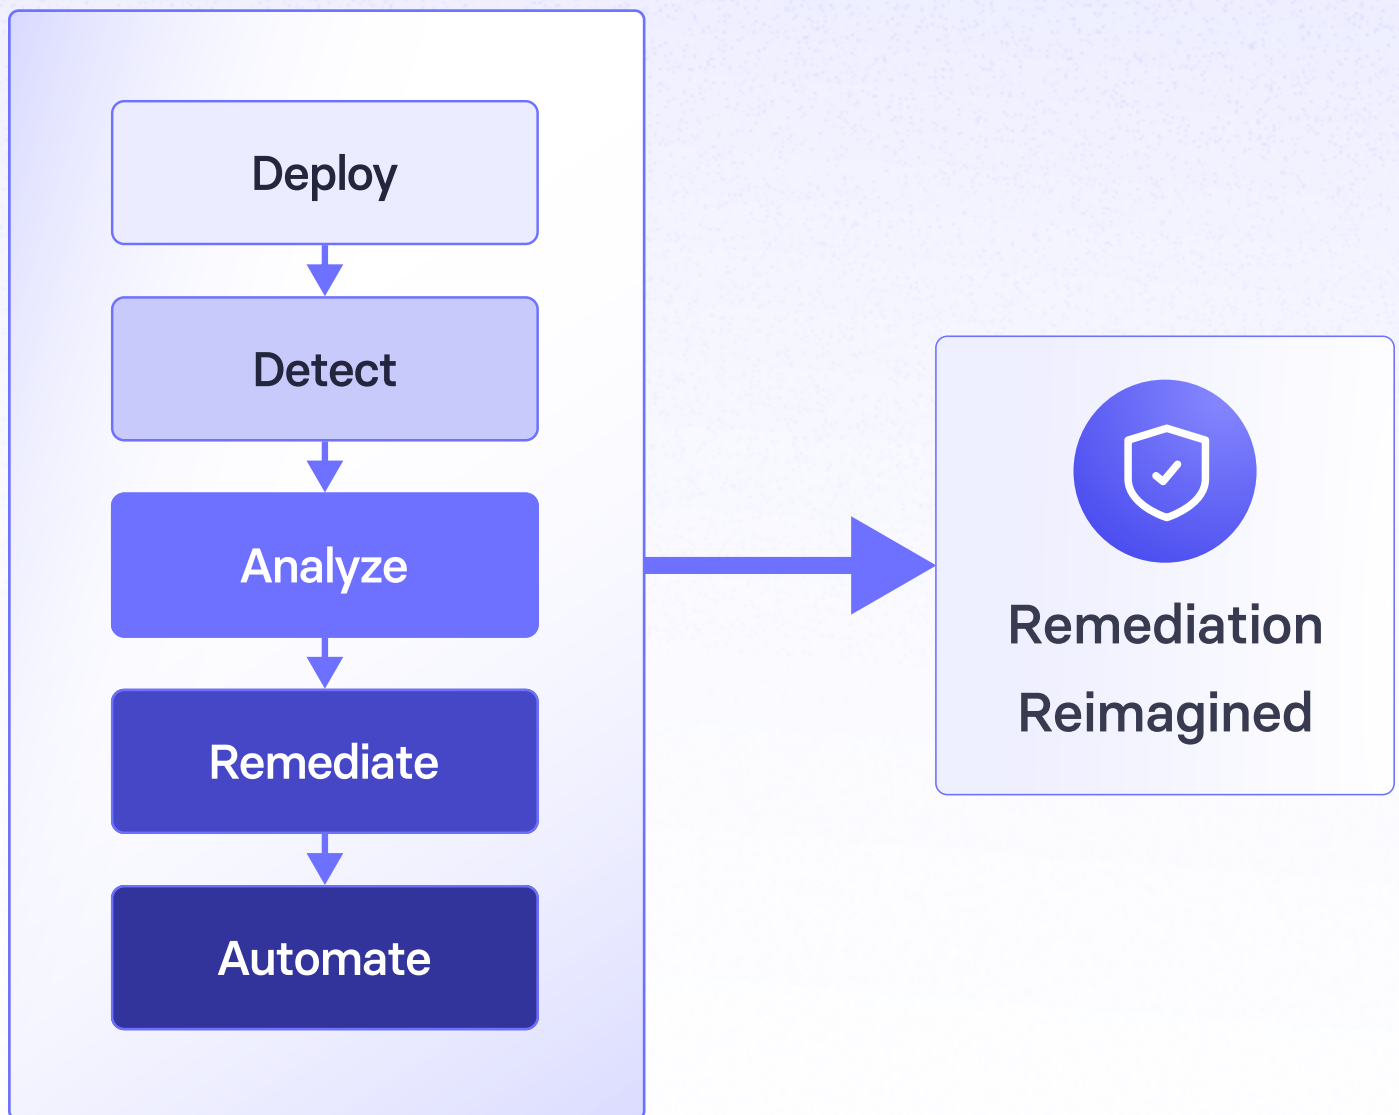 Deploy
Detect
Analyze
Remediate
Automate
Remediation
Reimagined